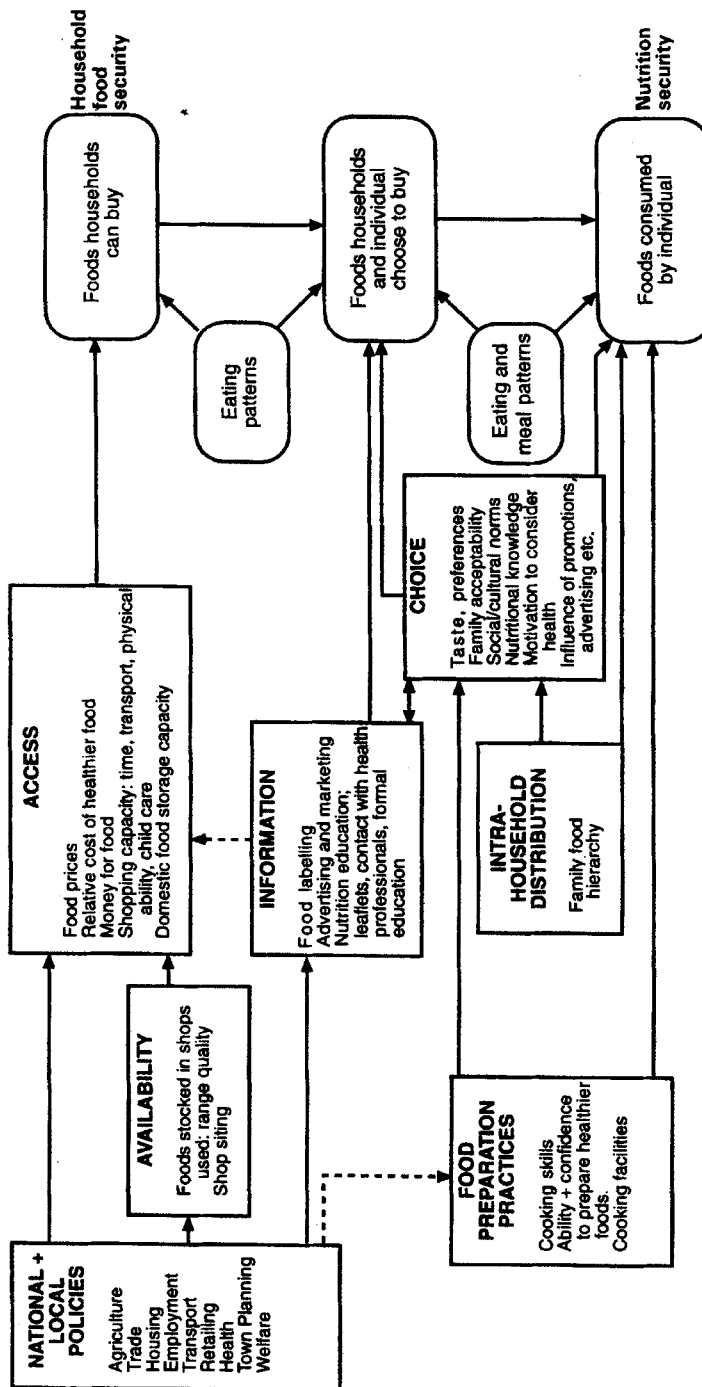 NATIONAL +
LOCAL
POLICIES
Agriculture
Trade
Housing
Employment
Transport
Retailing
Health
Town Planning
Welfare
AVAILABILITY
Foods stocked in shops
used: range quality
Shop siting
ACCESS
Food prices
Relative cost of healthier food
Money for food
Shopping capacity: time, transport, physical
ability, child care
Domestic food storage capacity
INFORMATION
Food labelling
Advertising and marketing
Nutrition education;
leaflets, contact with health
professionals, formal
education
FOOD
PREPARATION
PRACTICES
Cooking skills
Ability + confidence
to prepare healthier
foods.
Cooking facilities
INTRA-
HOUSEHOLD
DISTRIBUTION
Family food
hierarchy
CHOICE
Taste, preferences
Family acceptability
Social/cultural norms
Nutritional knowledge
Motivation to consider
health
Influence of promotions,
advertising etc.
Eating
patterns
Eating and
meal patterns
Foods households
can buy
Household
food
security
Foods households
and individual
choose to buy
Foods consumed
by individual
Nutrition
security